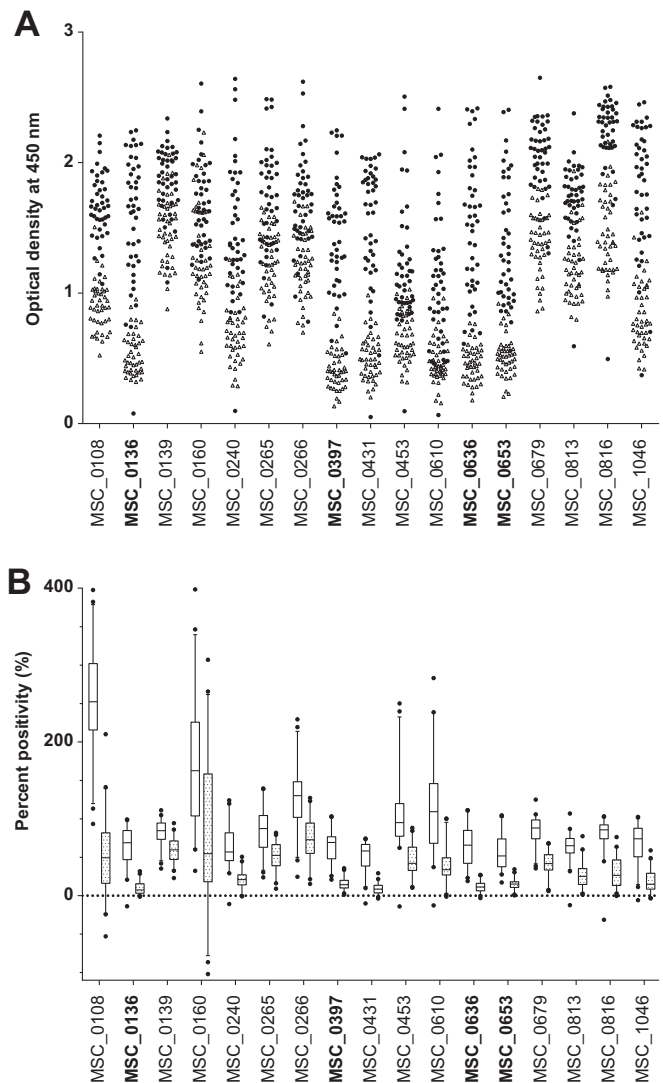 A
3
2
1
0
Optical density at 450 nm
MSC_0108
MSC_0136
MSC_0139
MSC_0160
MSC_0240
MSC_0265
MSC_0266
MSC_0397
MSC_0431
MSC_0453
MSC_0610
MSC_0636
MSC_0653
MSC_0679
MSC_0813
MSC_0816
MSC_1046
B
400
200
0
Percent positivity (%)
MSC_0108
MSC_0136
MSC_0139
MSC_0160
MSC_0240
MSC_0265
MSC_0266
MSC_0397
MSC_0431
MSC_0453
MSC_0610
MSC_0636
MSC_0653
MSC_0679
MSC_0813
MSC_0816
MSC_1046